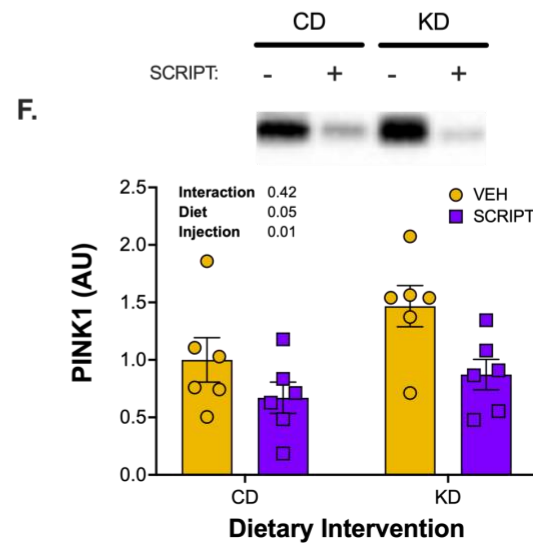 CD KD
SCRIPT: - + - +
F.
Interaction 0.42
Diet 0.05
Injection 0.01
VEH
SCRIPT
PINK1 (AU)
2.5
2.0
1.5
1.0
0.5
0.0
CD KD
Dietary Intervention